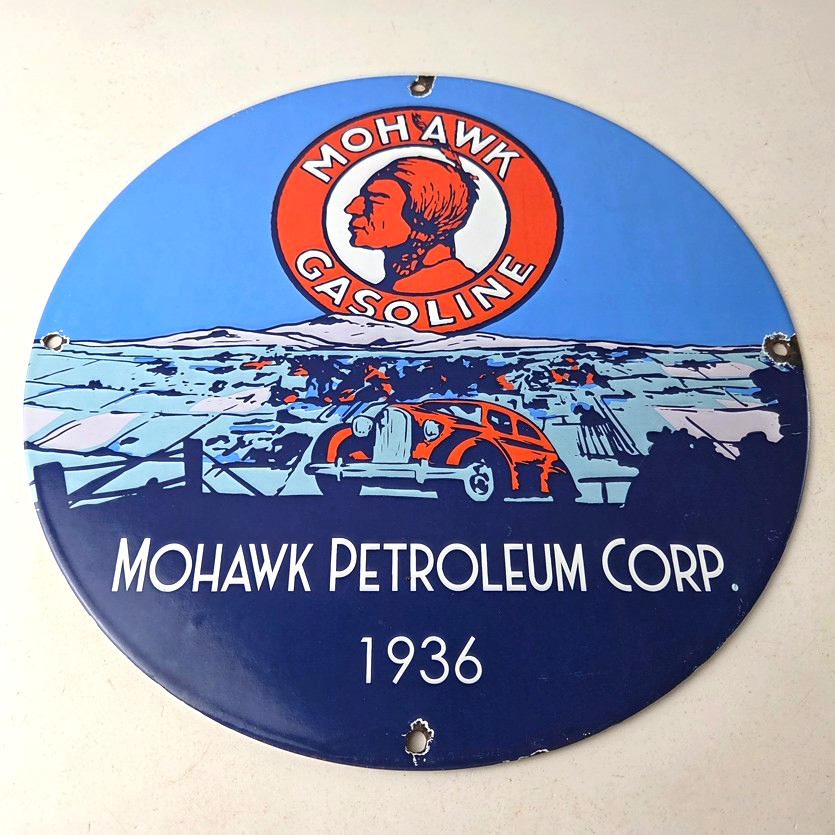 MOHAWK
GASOLINE
MOHAWK PETROLEUM CORP.
1936